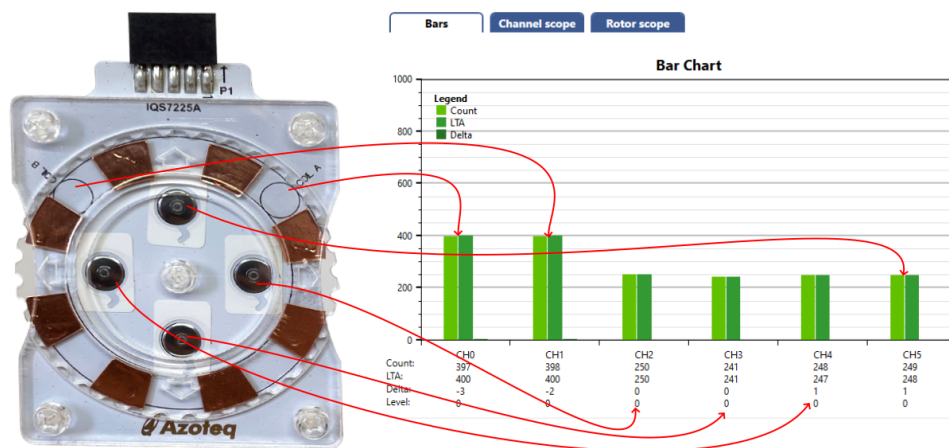 Bars
Channel scope
Rotor scope
P1
IQS7225A
COIL B
COIL A
Azoteq
Bar Chart
1000
800
600
400
200
0
Legend
Count
LTA
Delta
CH0 CH1 CH2 CH3 CH4 CH5
Count: 397 398 250 241 248 249
LTA: 400 400 250 241 247 248
Delta: -3 -2 0 0 1 1
Level: 0 0 0 0 0 0